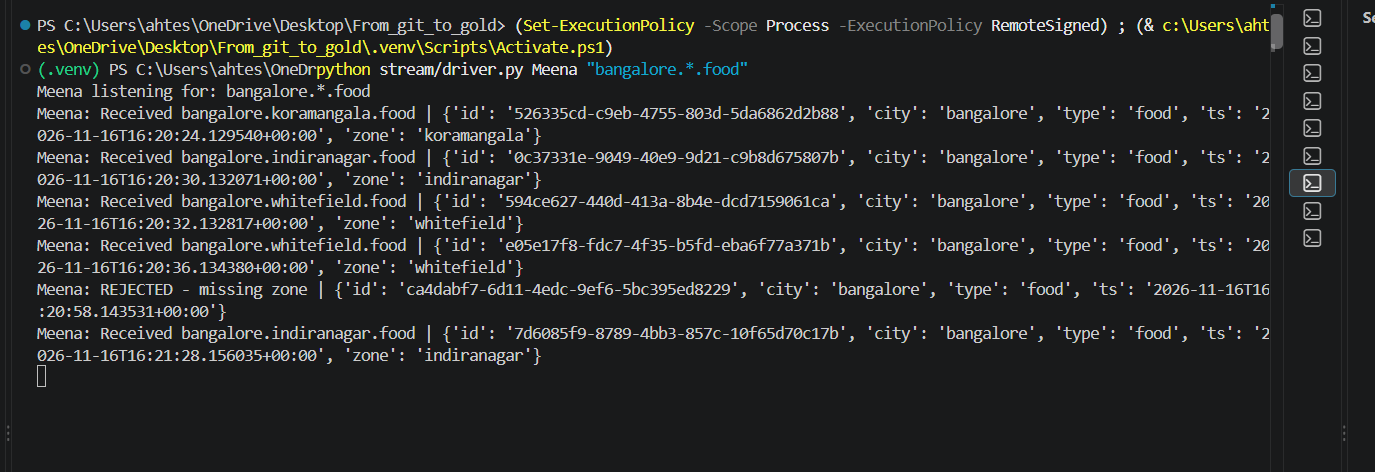 PS C:\Users\ahtes\OneDrive\Desktop\From_git_to_gold> (Set-ExecutionPolicy -Scope Process -ExecutionPolicy RemoteSigned) ; (& c:\Users\aht
es\OneDrive\Desktop\From_git_to_gold\.venv\Scripts\Activate.ps1)
(.venv) PS C:\Users\ahtes\OneDrpython stream/driver.py Meena "bangalore.*.food"
Meena listening for: bangalore.*.food
Meena: Received bangalore.koramangala.food | {'id': '526335cd-c9eb-4755-803d-5da6862d2b88', 'city': 'bangalore', 'type': 'food', 'ts': '2
026-11-16T16:20:24.129540+00:00', 'zone': 'koramangala'}
Meena: Received bangalore.indiranagar.food | {'id': '0c37331e-9049-40e9-9d21-c9b8d675807b', 'city': 'bangalore', 'type': 'food', 'ts': '2
026-11-16T16:20:30.132071+00:00', 'zone': 'indiranagar'}
Meena: Received bangalore.whitefield.food | {'id': '594ce627-440d-413a-8b4e-dcd7159061ca', 'city': 'bangalore', 'type': 'food', 'ts': '20
26-11-16T16:20:32.132817+00:00', 'zone': 'whitefield'}
Meena: Received bangalore.whitefield.food | {'id': 'e05e17f8-fdc7-4f35-b5fd-eba6f77a371b', 'city': 'bangalore', 'type': 'food', 'ts': '20
26-11-16T16:20:36.134380+00:00', 'zone': 'whitefield'}
Meena: REJECTED - missing zone | {'id': 'ca4dabf7-6d11-4edc-9ef6-5bc395ed8229', 'city': 'bangalore', 'type': 'food', 'ts': '2026-11-16T16
:20:58.143531+00:00'}
Meena: Received bangalore.indiranagar.food | {'id': '7d6085f9-8789-4bb3-857c-10f65d70c17b', 'city': 'bangalore', 'type': 'food', 'ts': '2
026-11-16T16:21:28.156035+00:00', 'zone': 'indiranagar'}